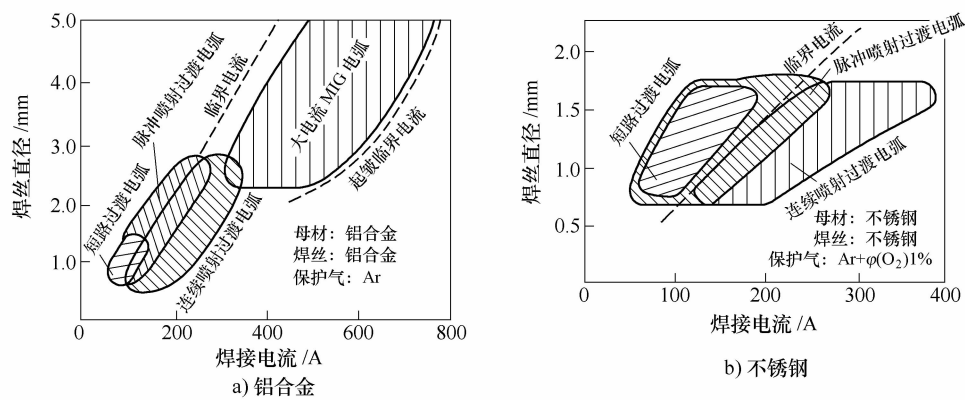 5.0
4.0
3.0
2.0
1.0
0
200
400
600
800
焊丝直径 /mm
焊接电流 /A
短路过渡电弧
脉冲喷射过渡电弧
临界电流
大电流 MIG 电弧
起皱临界电流
连续喷射过渡电弧
母材：铝合金
焊丝：铝合金
保护气：Ar
a) 铝合金
2.0
1.5
1.0
0.5
0
100
200
300
400
焊丝直径 /mm
焊接电流 /A
短路过渡电弧
临界电流
脉冲喷射过渡电弧
连续喷射过渡电弧
母材：不锈钢
焊丝：不锈钢
保护气：Ar+φ(O₂)1%
b) 不锈钢